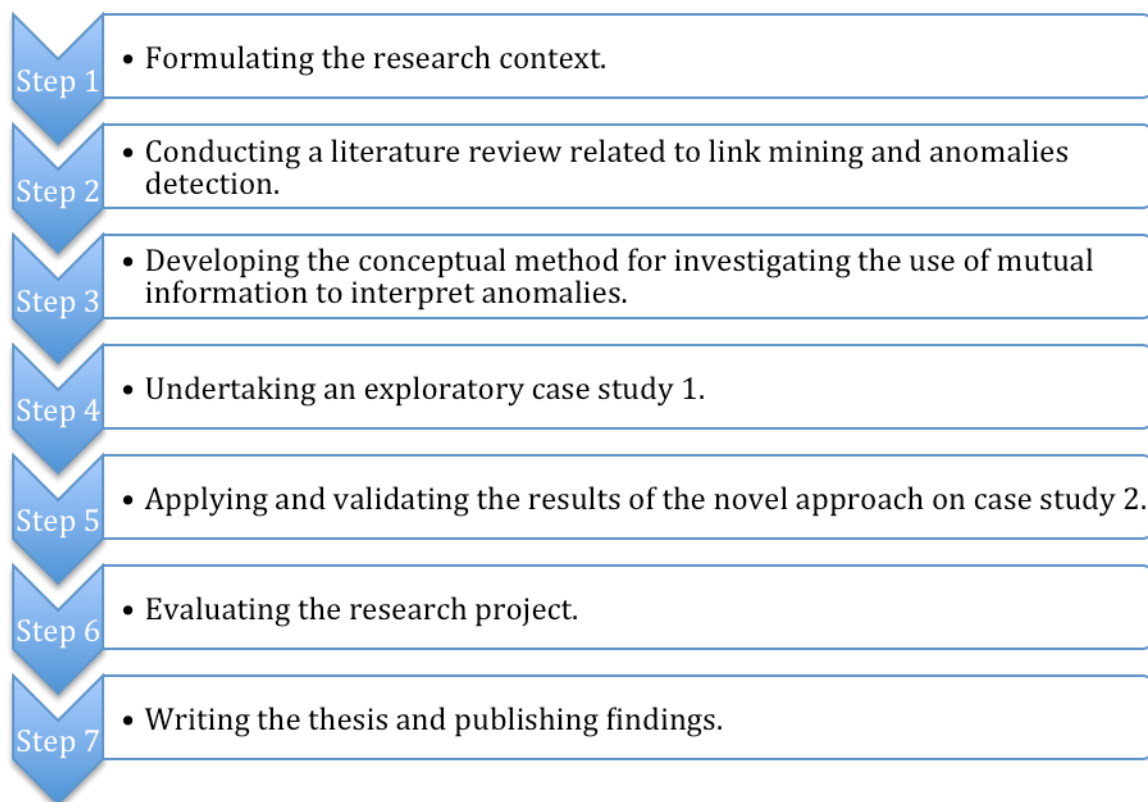 Step 1
• Formulating the research context.
Step 2
• Conducting a literature review related to link mining and anomalies
detection.
Step 3
• Developing the conceptual method for investigating the use of mutual
information to interpret anomalies.
Step 4
• Undertaking an exploratory case study 1.
Step 5
• Applying and validating the results of the novel approach on case study 2.
Step 6
• Evaluating the research project.
Step 7
• Writing the thesis and publishing findings.